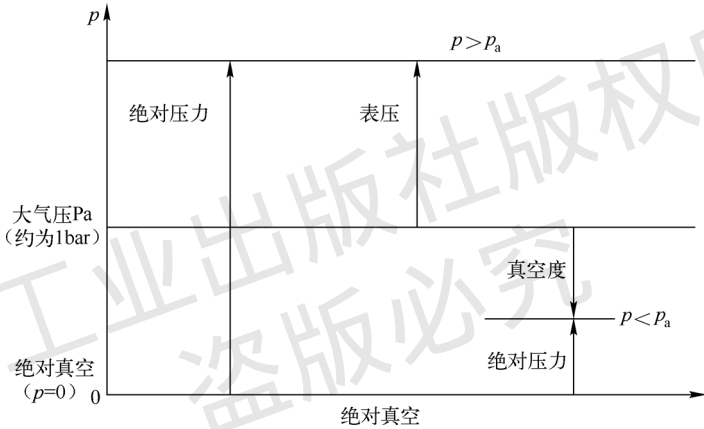 p
p＞pa
绝对压力
表压
大气压Pa
（约为1bar）
真空度
p＜pa
绝对压力
绝对真空
（p=0）
0
绝对真空
工业出版社版权所
盗版必究